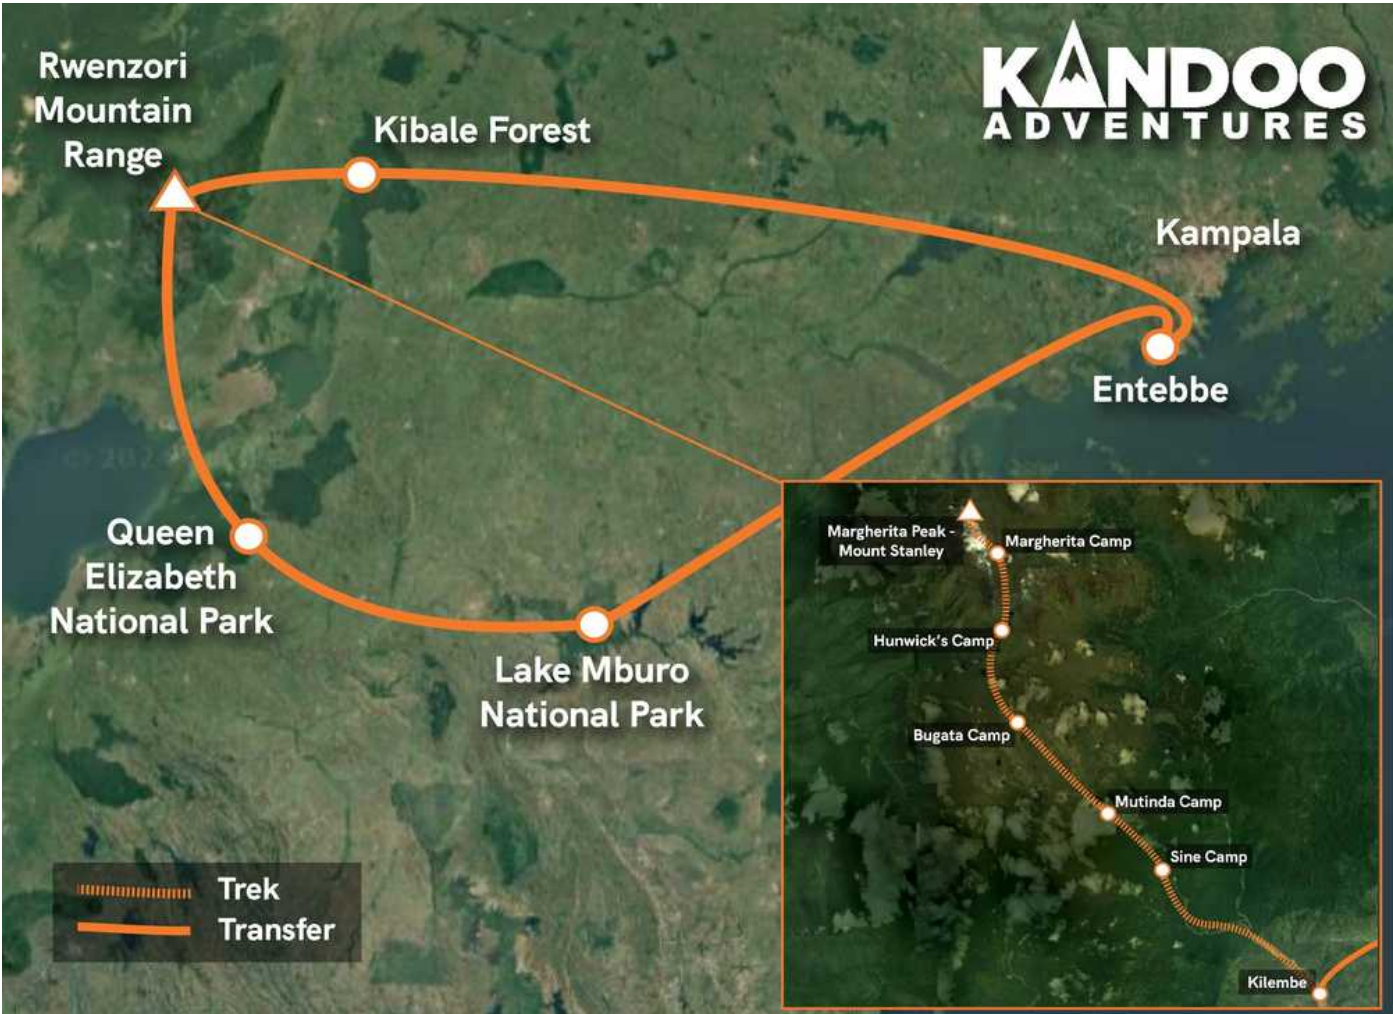 Rwenzori
Mountain
Range
Kibale Forest
KANDOO
ADVENTURES
Kampala
Entebbe
Queen
Elizabeth
National Park
Lake Mburo
National Park
Margherita Peak -
Mount Stanley
Margherita Camp
Hunwick's Camp
Bugata Camp
Mutinda Camp
Sine Camp
Kilembe
Trek
Transfer